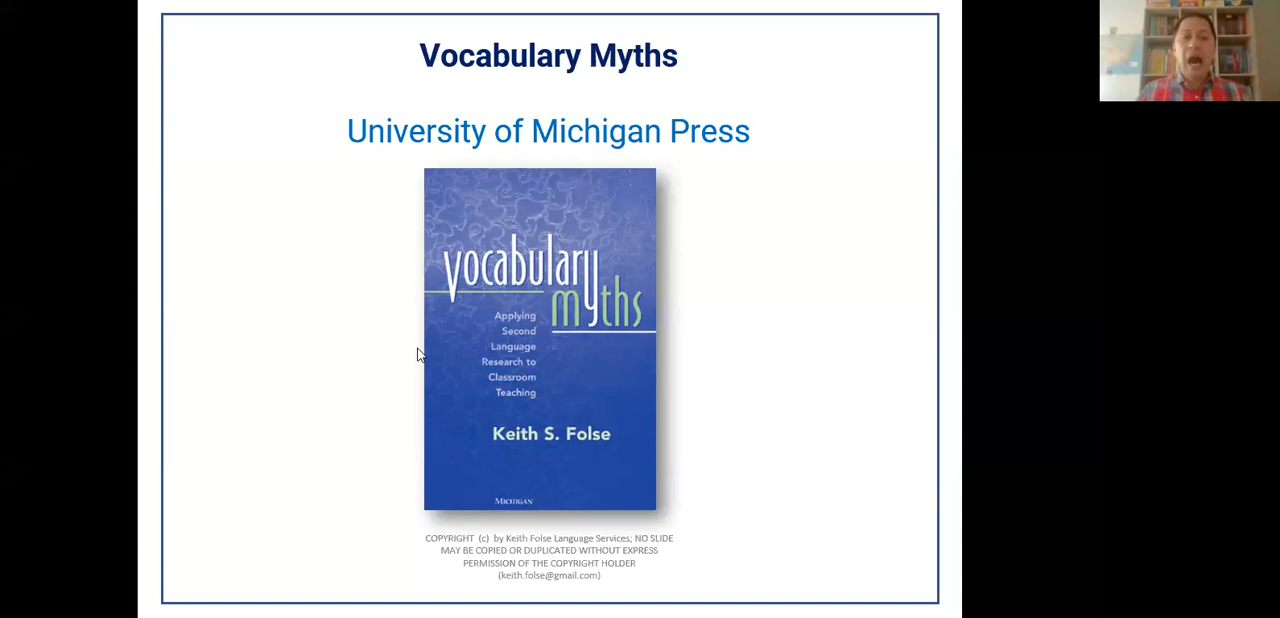 Vocabulary Myths
University of Michigan Press
vocabulary
myths
Applying
Second
Language
Research to
Classroom
Teaching
Keith S. Folse
MICHIGAN
COPYRIGHT (c) by Keith Folse Language Services; NO SLIDE
MAY BE COPIED OR DUPLICATED WITHOUT EXPRESS
PERMISSION OF THE COPYRIGHT HOLDER
(keith.folse@gmail.com)